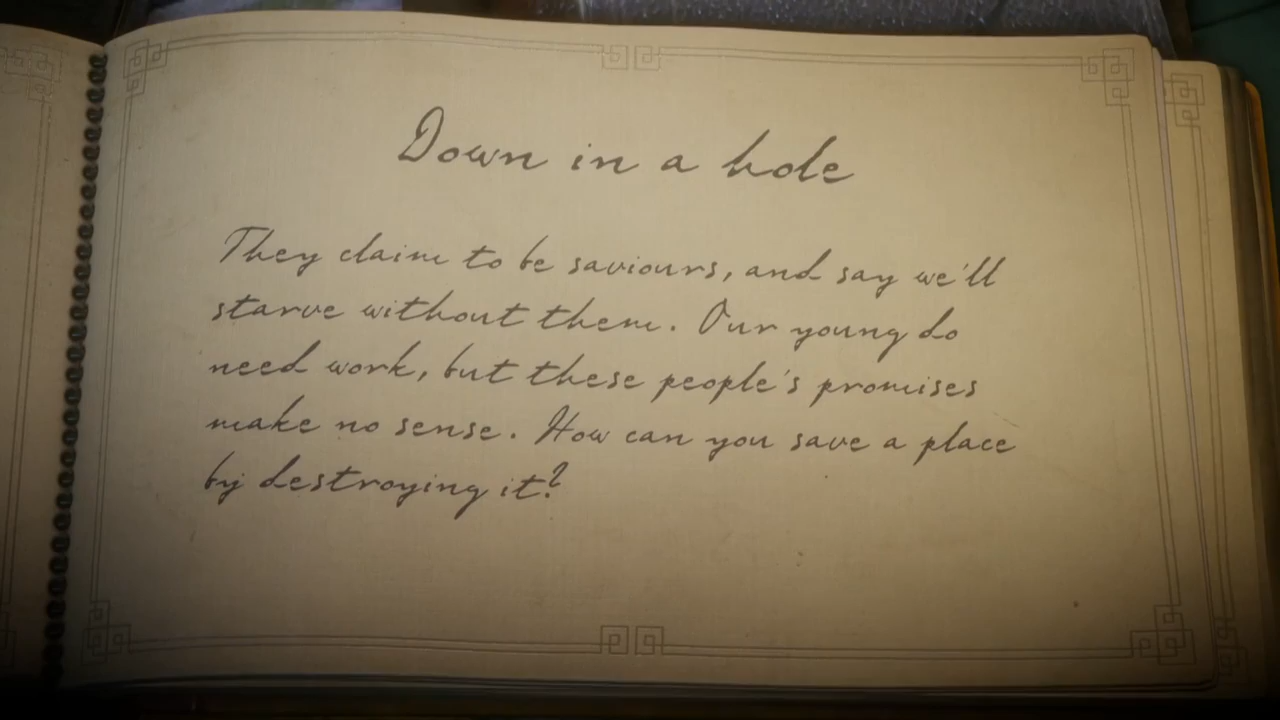 Down in a hole
They claim to be saviours, and say we'll
starve without them. Our young do
need work, but these people's promises
make no sense. How can you save a place
by destroying it?